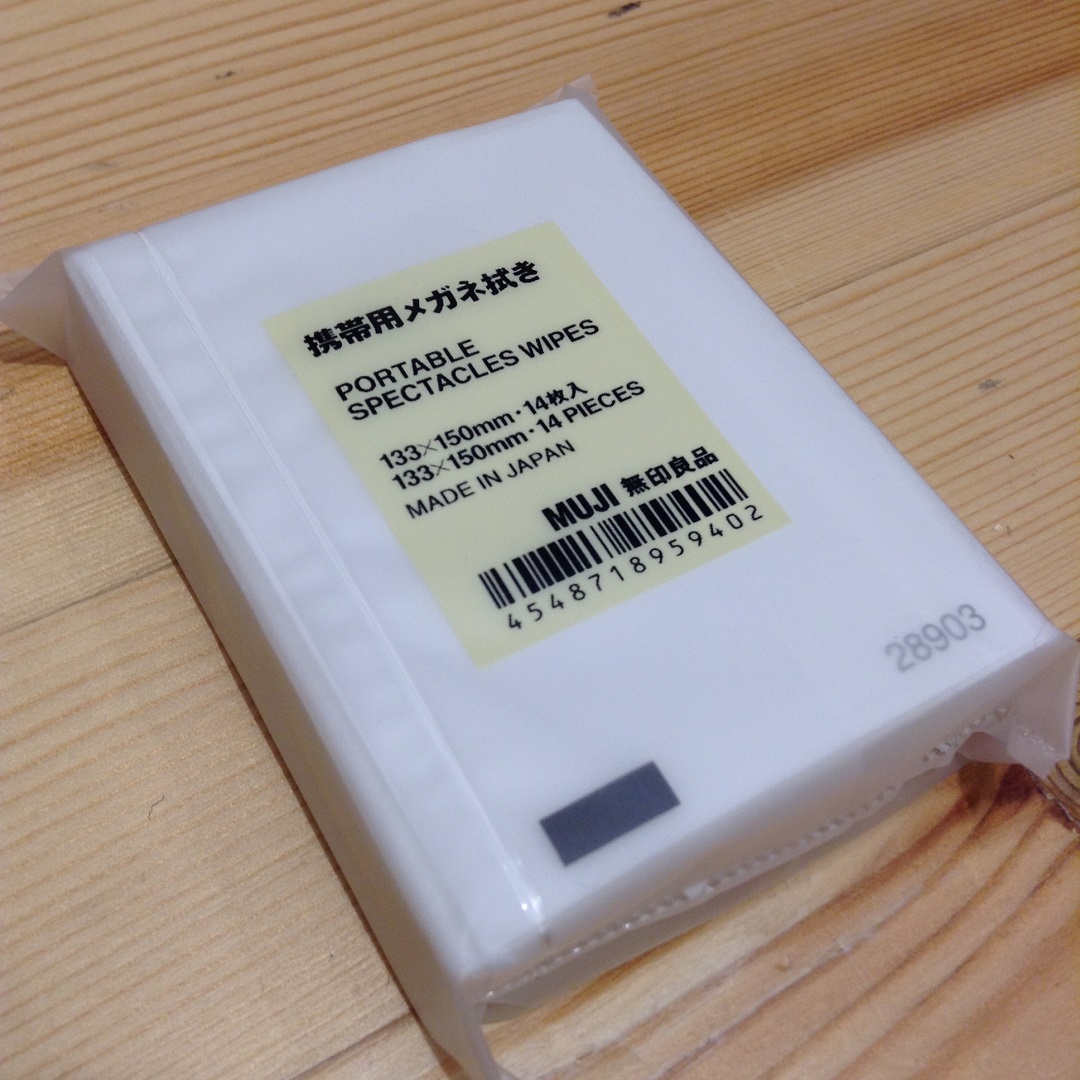 携帯用メガネ拭き
PORTABLE
SPECTACLES WIPES
133×150mm・14枚入
133×150mm・14 PIECES
MADE IN JAPAN
MUJI 無印良品
4548718959402
28903